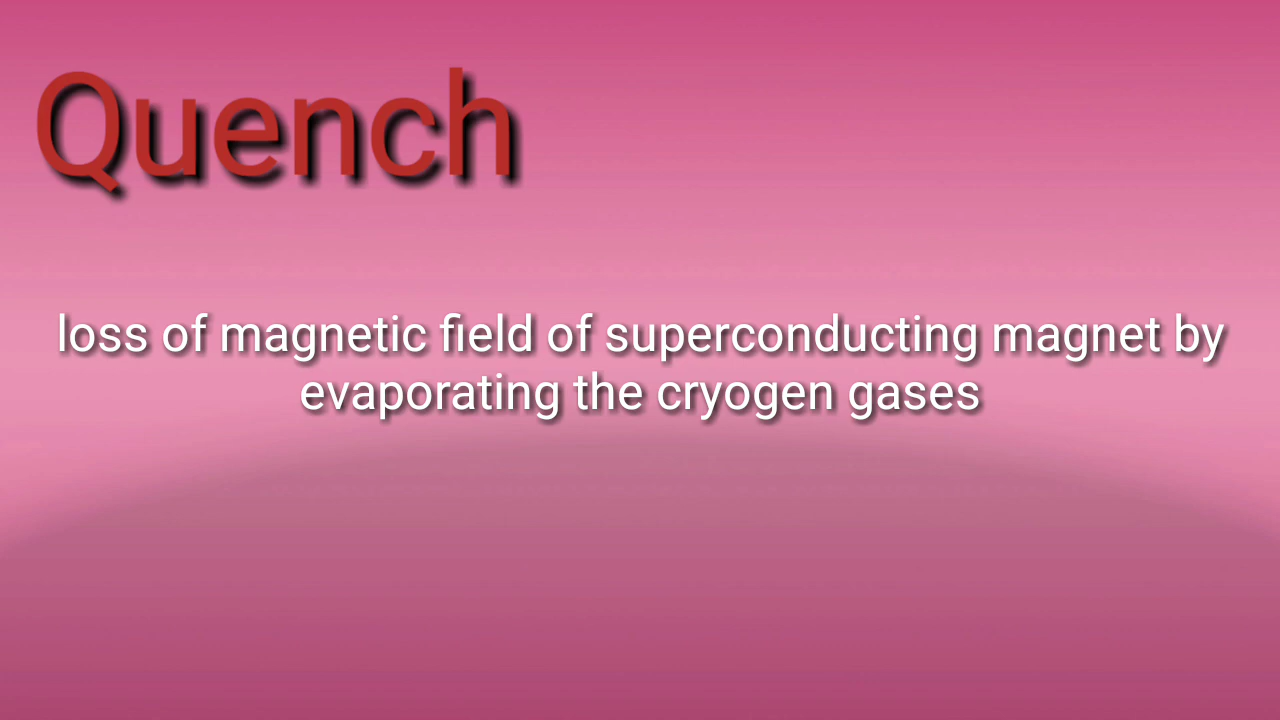 Quench
loss of magnetic field of superconducting magnet by
evaporating the cryogen gases